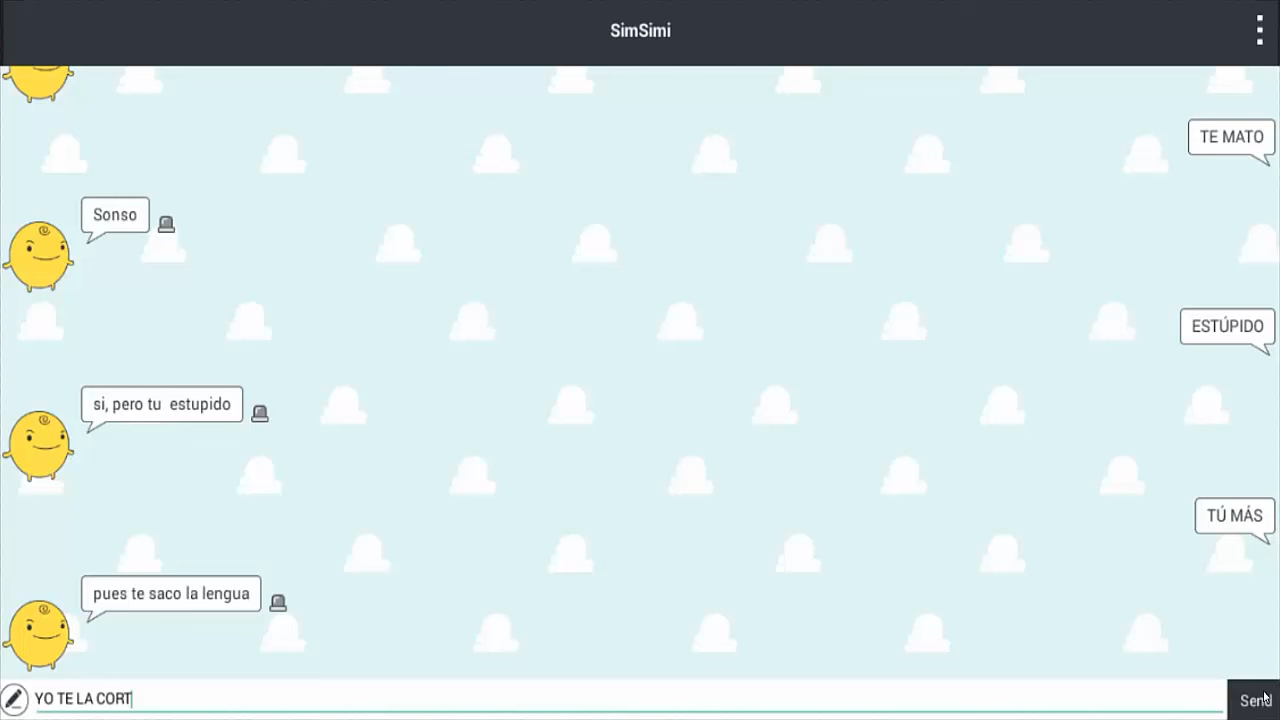 SimSimi
TE MATO
Sonso
ESTÚPIDO
si, pero tu  estupido
TÚ MÁS
pues te saco la lengua
YO TE LA CORT
Send